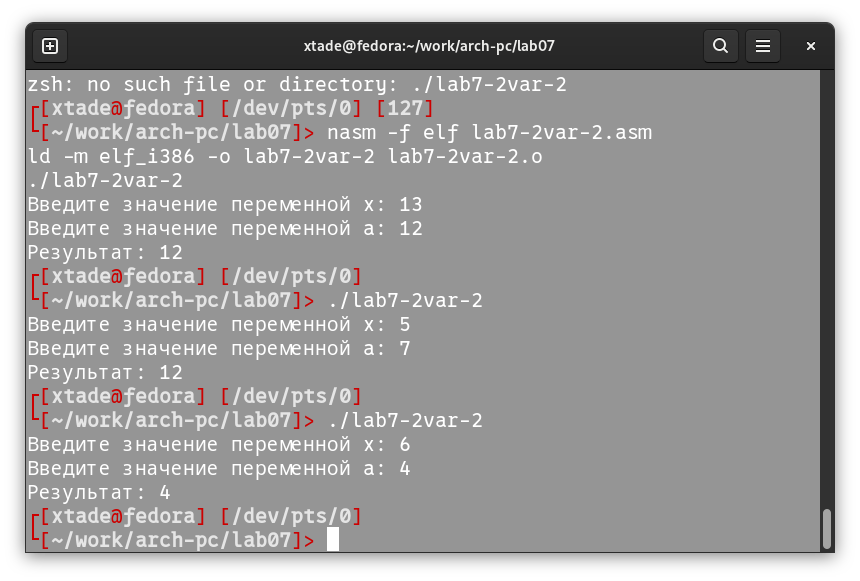 xtade@fedora:~/work/arch-pc/lab07
zsh: no such file or directory: ./lab7-2var-2
[xtade@fedora] [/dev/pts/0] [127]
[~/work/arch-pc/lab07]> nasm -f elf lab7-2var-2.asm
ld -m elf_i386 -o lab7-2var-2 lab7-2var-2.o
./lab7-2var-2
Введите значение переменной x: 13
Введите значение переменной a: 12
Результат: 12
[xtade@fedora] [/dev/pts/0]
[~/work/arch-pc/lab07]> ./lab7-2var-2
Введите значение переменной x: 5
Введите значение переменной a: 7
Результат: 12
[xtade@fedora] [/dev/pts/0]
[~/work/arch-pc/lab07]> ./lab7-2var-2
Введите значение переменной x: 6
Введите значение переменной a: 4
Результат: 4
[xtade@fedora] [/dev/pts/0]
[~/work/arch-pc/lab07]>